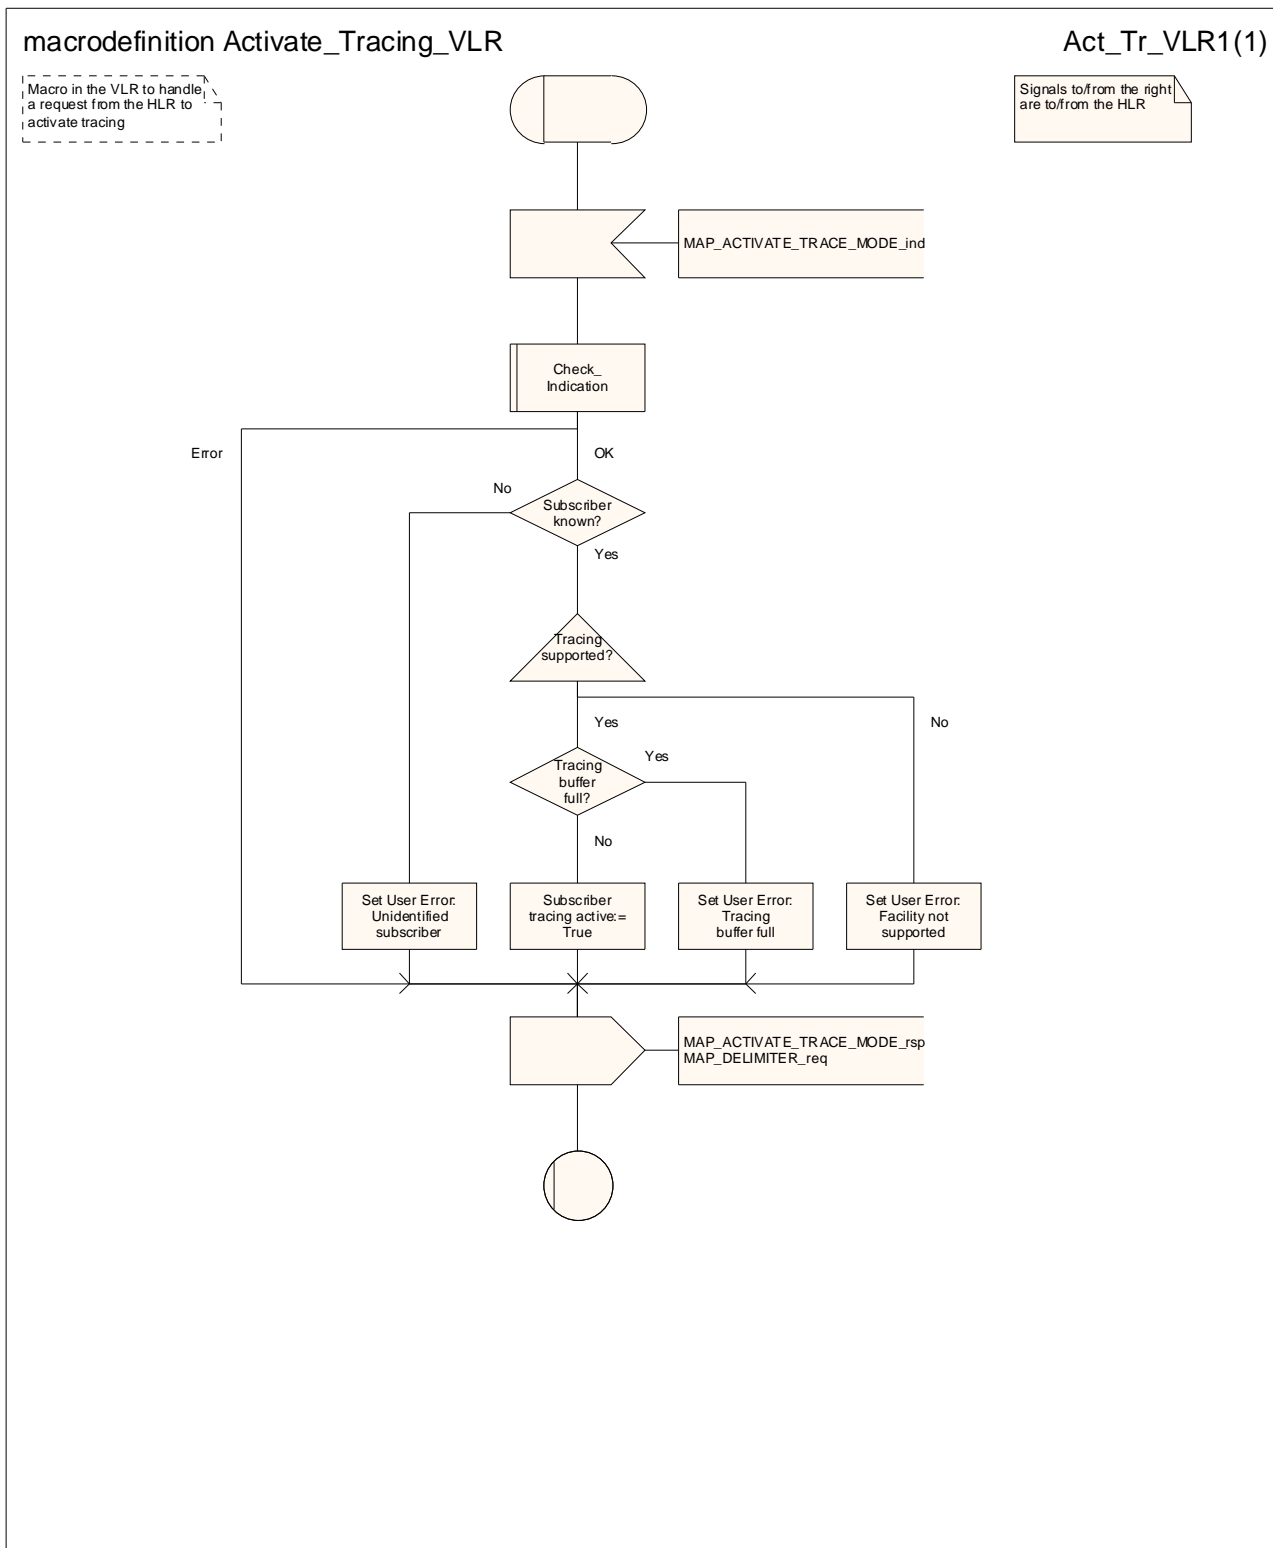 macrodefinition Activate_Tracing_VLR
Act_Tr_VLR1(1)
Macro in the VLR to handle
a request from the HLR to
activate tracing
Signals to/from the right
are to/from the HLR
MAP_ACTIVATE_TRACE_MODE_ind
Check_
Indication
Error
OK
No
Subscriber
known?
Yes
Tracing
supported?
Yes
No
Yes
Tracing
buffer
full?
No
Set User Error:
Unidentified
subscriber
Subscriber
tracing active:=
True
Set User Error:
Tracing
buffer full
Set User Error:
Facility not
supported
MAP_ACTIVATE_TRACE_MODE_rsp
MAP_DELIMITER_req